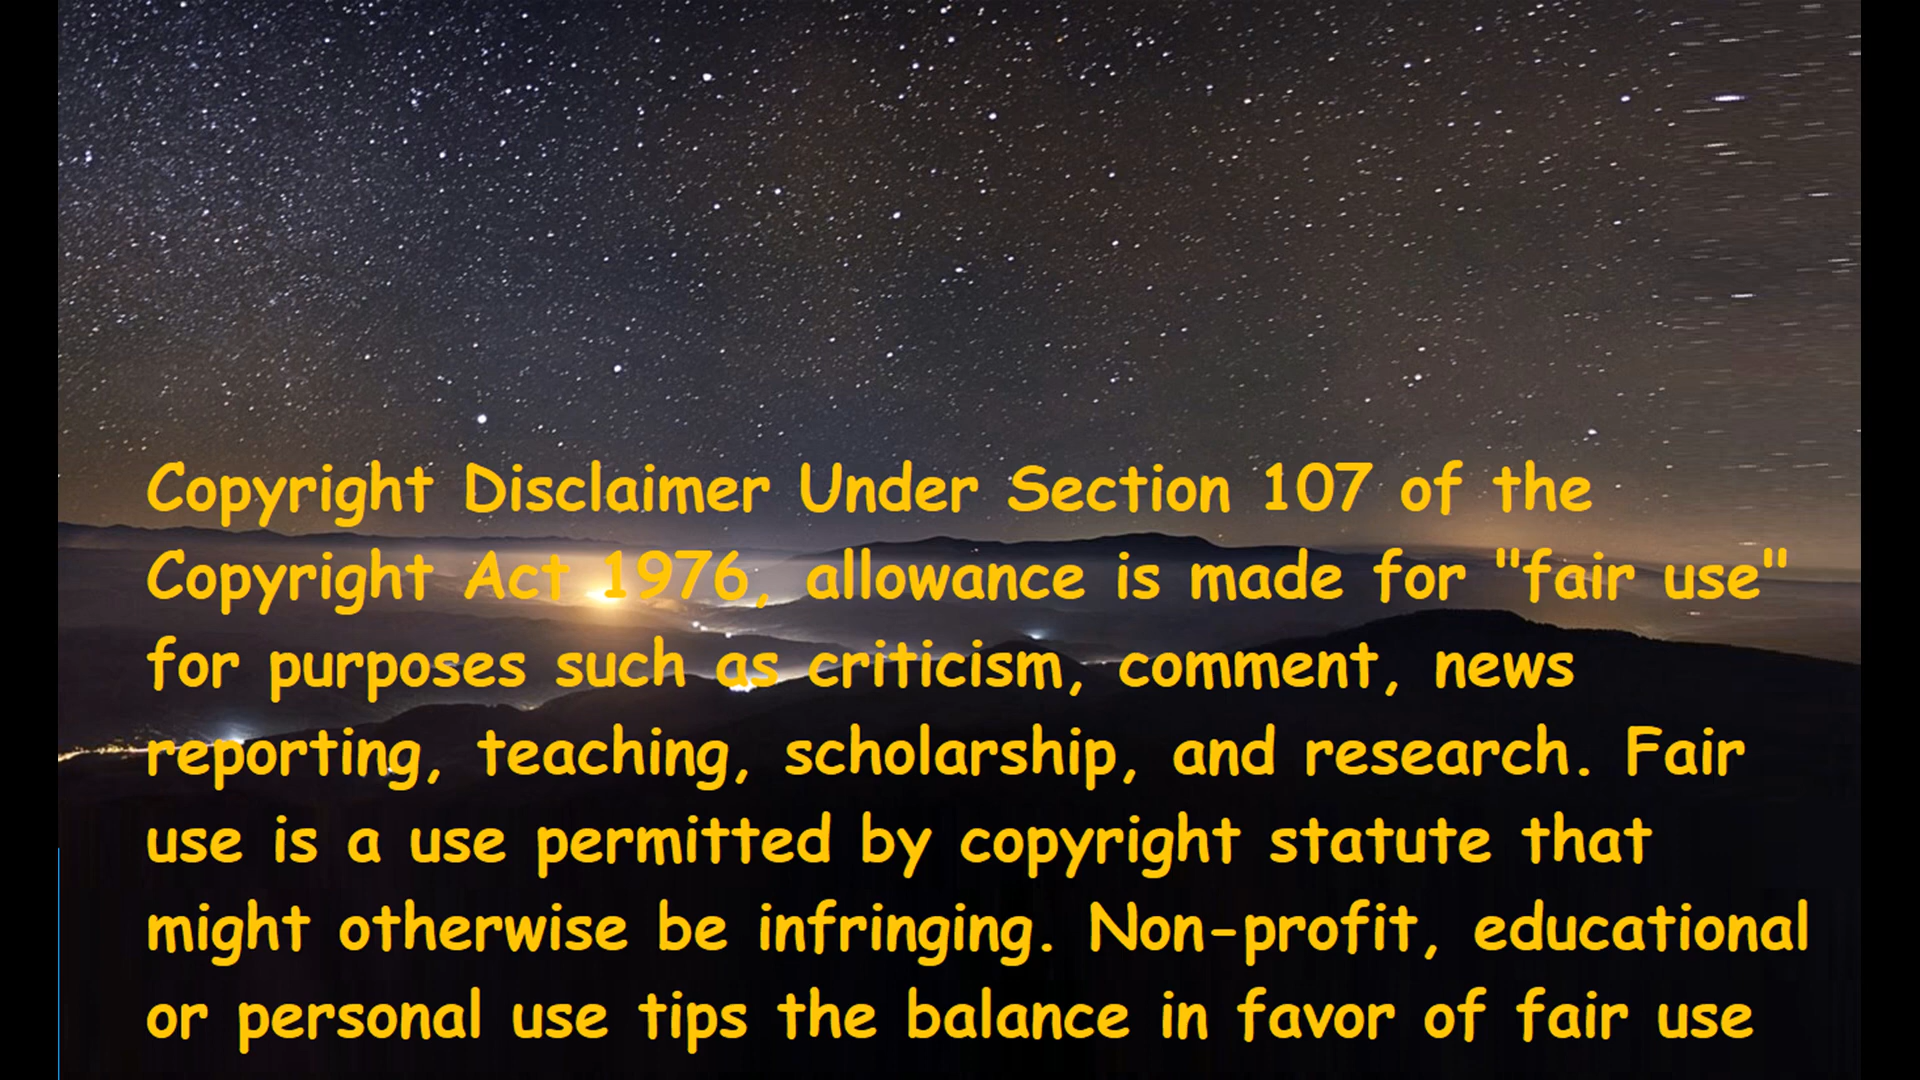 Copyright Disclaimer Under Section 107 of the
Copyright Act 1976, allowance is made for "fair use"
for purposes such as criticism, comment, news
reporting, teaching, scholarship, and research. Fair
use is a use permitted by copyright statute that
might otherwise be infringing. Non-profit, educational
or personal use tips the balance in favor of fair use